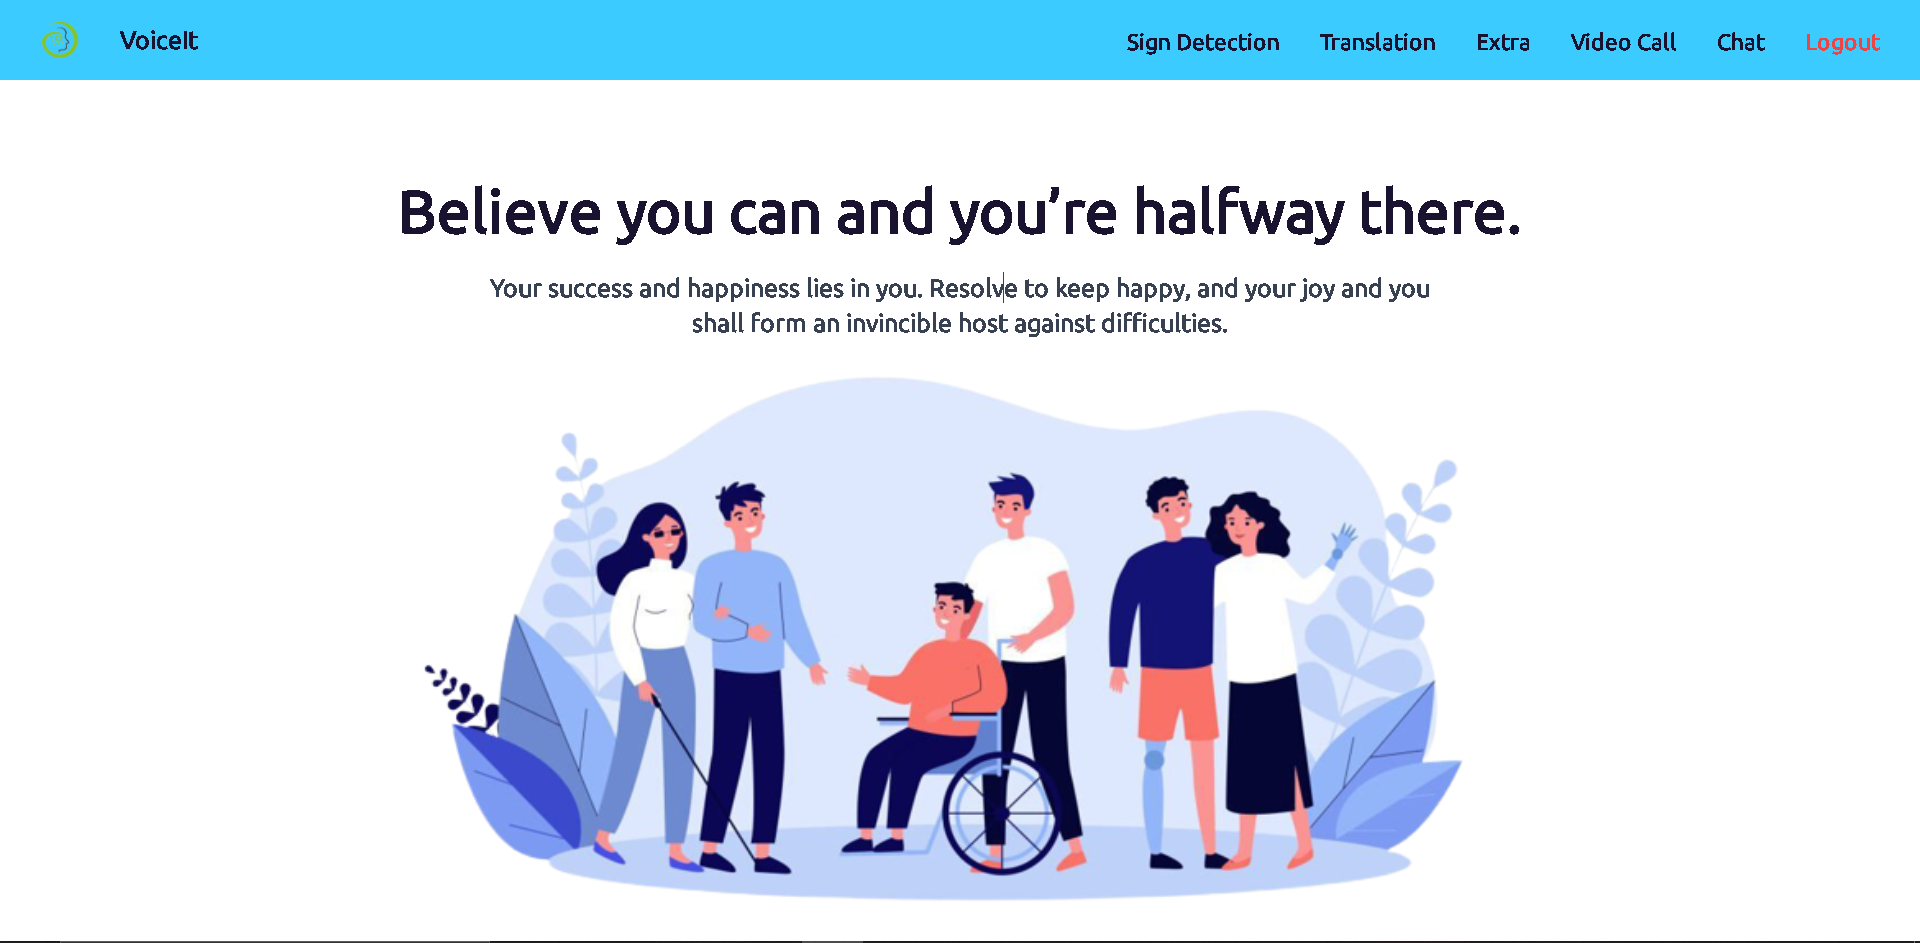 VoiceIt
Sign Detection Translation Extra Video Call Chat Logout
Believe you can and you’re halfway there.
Your success and happiness lies in you. Resolve to keep happy, and your joy and you
shall form an invincible host against difficulties.